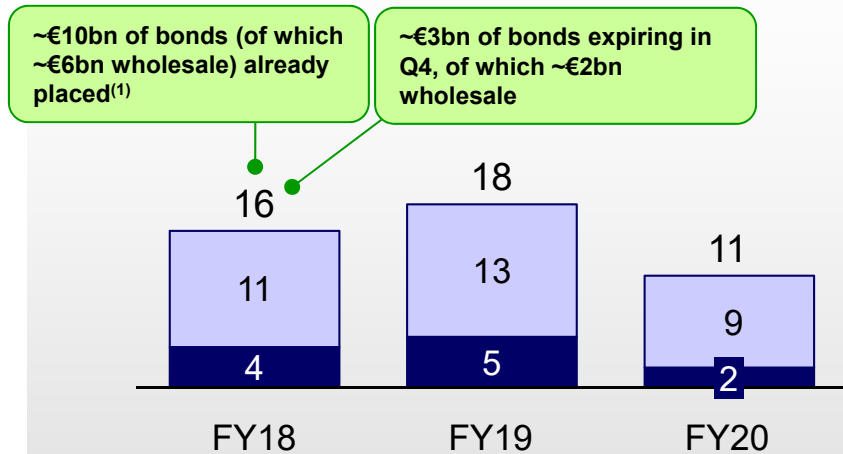 ~€10bn of bonds (of which
~€6bn wholesale) already
placed(1)
~€3bn of bonds expiring in
Q4, of which ~€2bn
wholesale
16
18
11
11
13
9
4
5
2
FY18
FY19
FY20